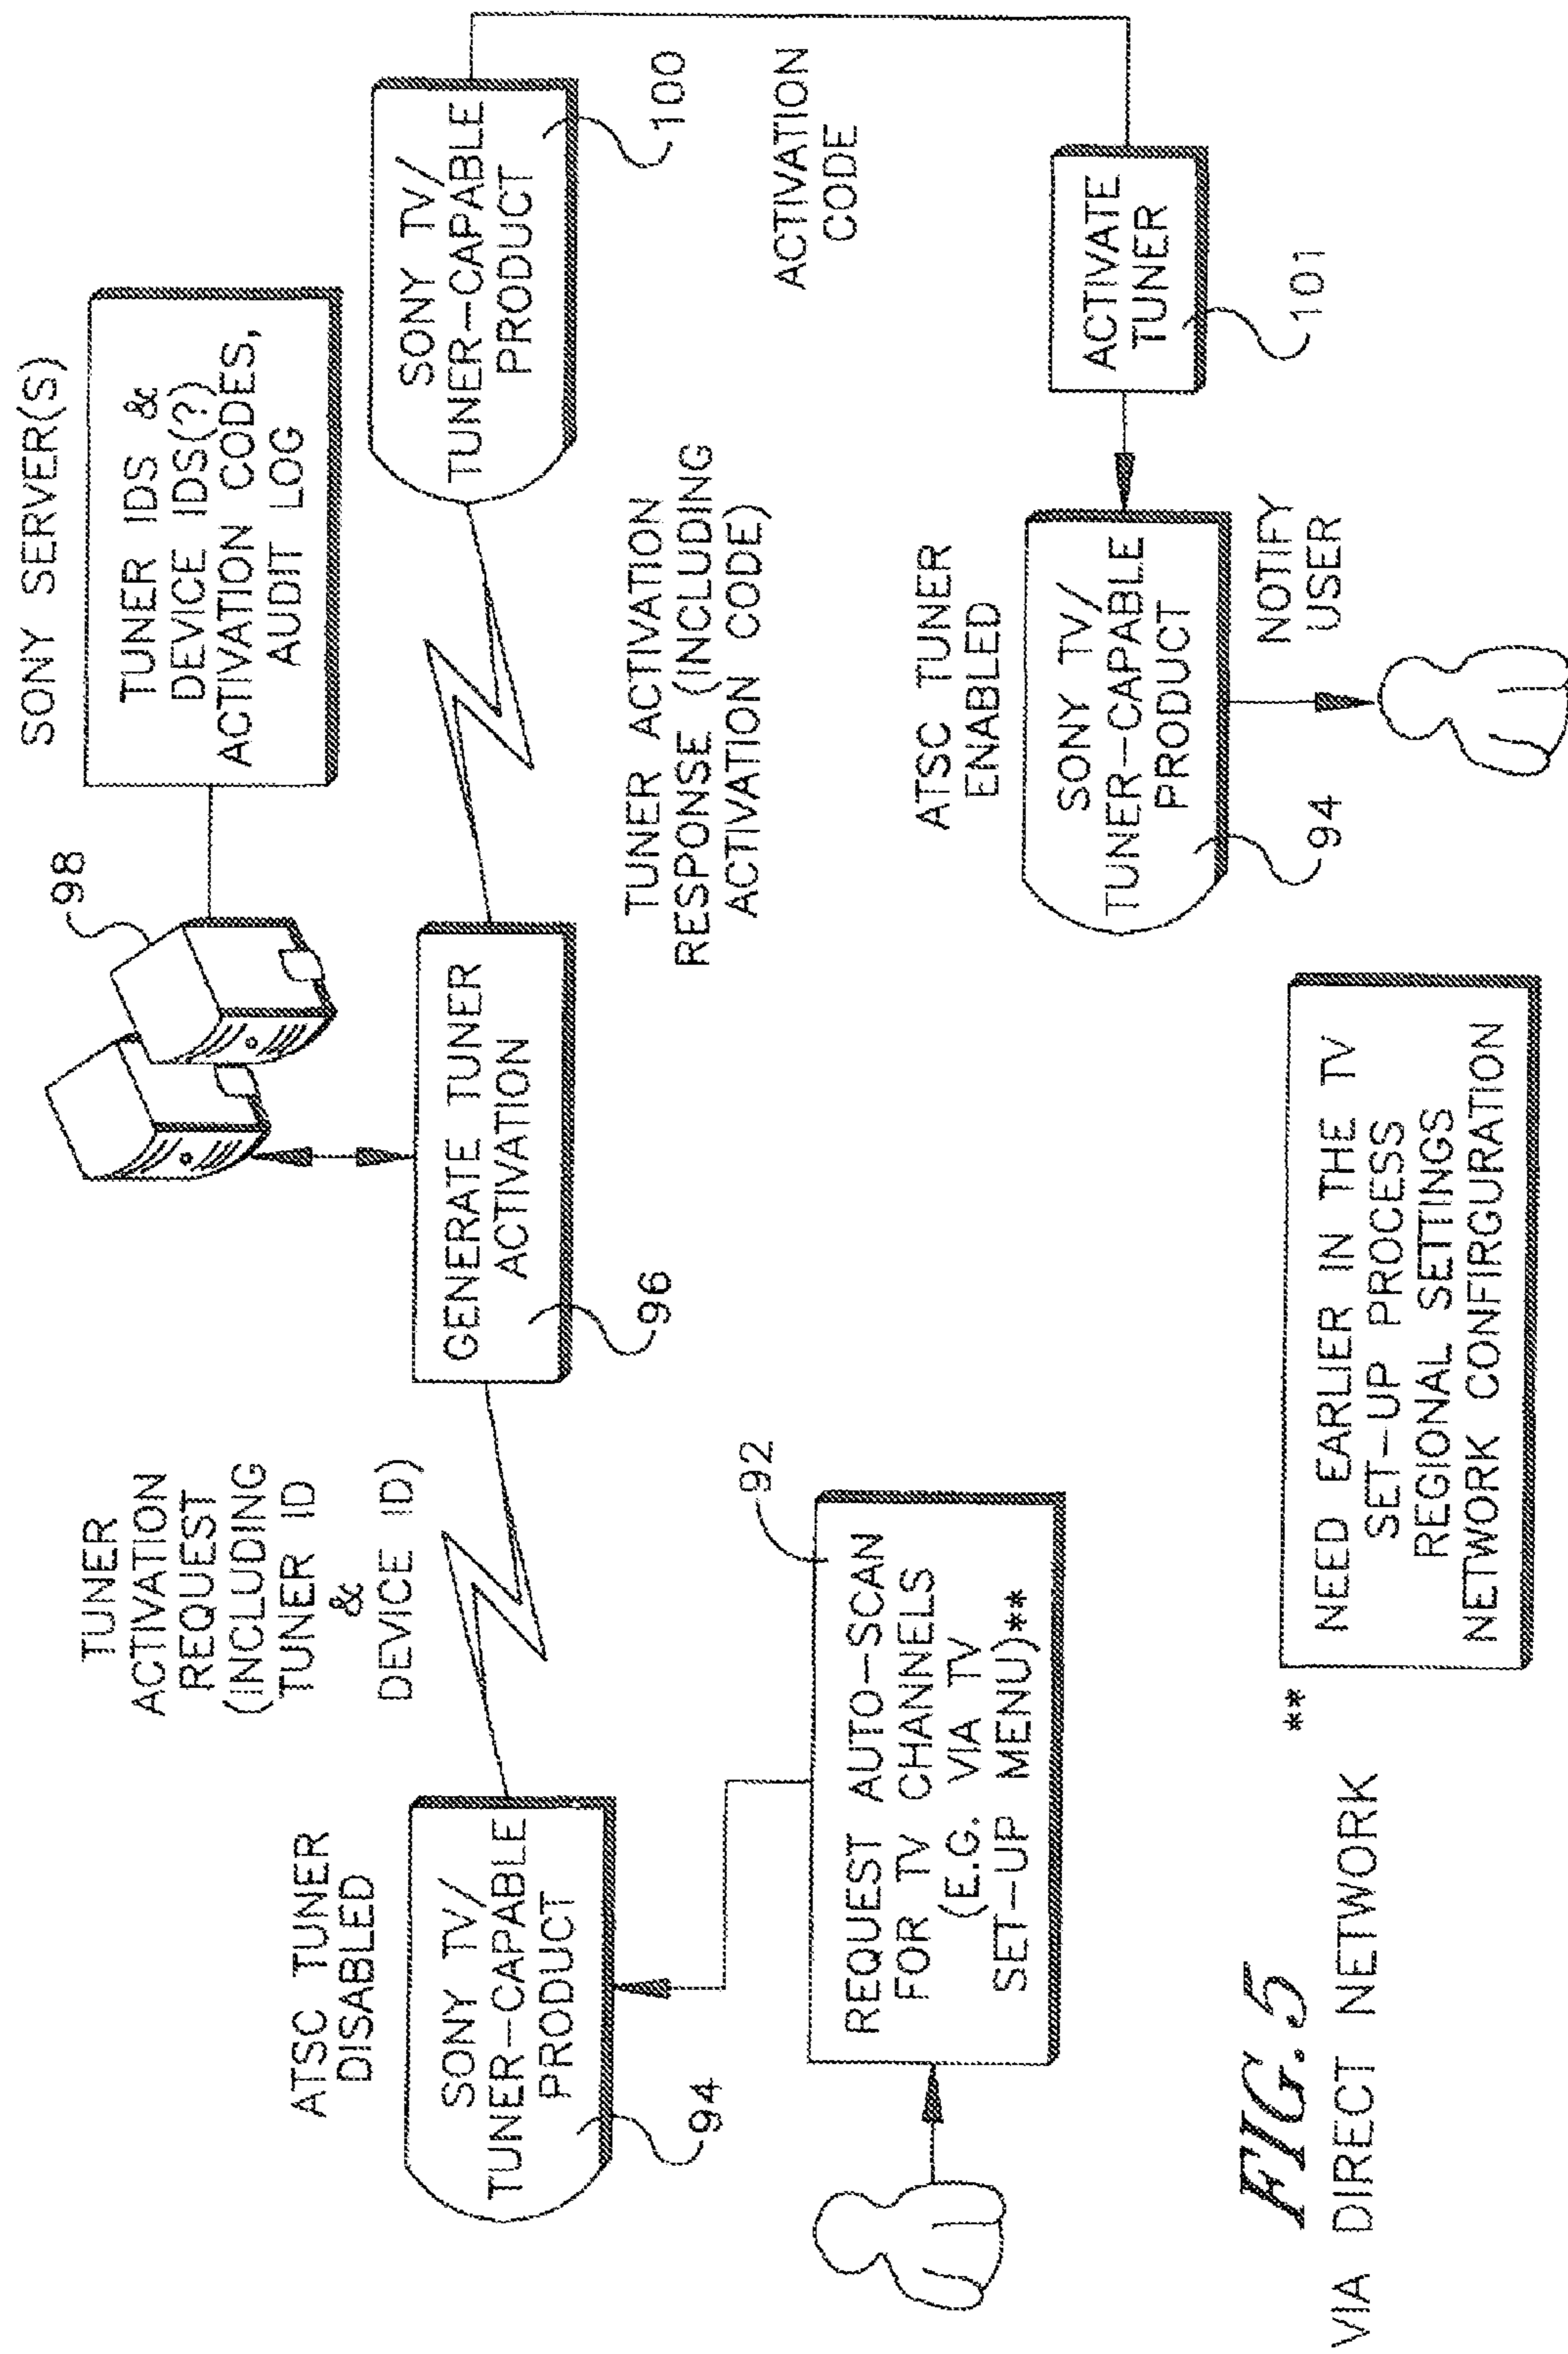 SONY SERVER(S)
98
TUNER IDS &
DEVICE IDS(?)
ACTIVATION CODES,
AUDIT LOG
TUNER
ACTIVATION
REQUEST
(INCLUDING
TUNER ID
&
DEVICE ID)
ATSC TUNER
DISABLED
SONY TV/
TUNER-CAPABLE
PRODUCT
94
GENERATE TUNER
ACTIVATION
96
SONY TV/
TUNER-CAPABLE
PRODUCT
100
TUNER ACTIVATION
RESPONSE (INCLUDING
ACTIVATION CODE)
ACTIVATION
CODE
92
REQUEST AUTO-SCAN
FOR TV CHANNELS
(E.G. VIA TV
SET-UP MENU)**
ATSC TUNER
ENABLED
SONY TV/
TUNER-CAPABLE
PRODUCT
94
ACTIVATE
TUNER
101
NOTIFY
USER
**
NEED EARLIER IN THE TV
SET-UP PROCESS
REGIONAL SETTINGS
NETWORK CONFIRGURATION
FIG.5
VIA DIRECT NETWORK